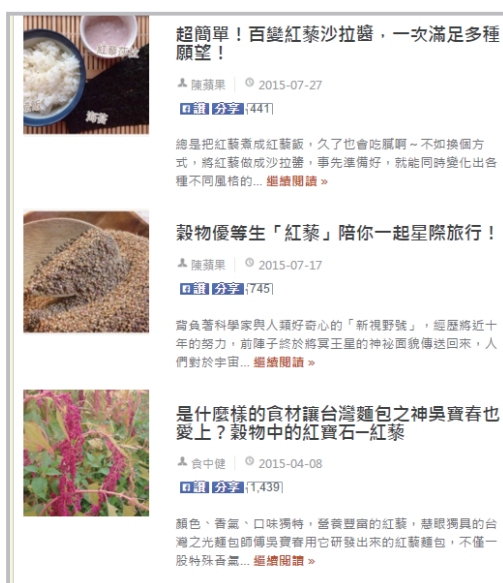 紅藜沙拉醬
海苔
超簡單！百變紅藜沙拉醬，一次滿足多種
願望！
陳蘋果 2015-07-27
讚 分享 441
總是把紅藜煮成紅藜飯，久了也會吃膩啊～不如換個方
式，將紅藜做成沙拉醬，事先準備好，就能同時變化出各
種不同風格的... 繼續閱讀 »
穀物優等生「紅藜」陪你一起星際旅行！
陳蘋果 2015-07-17
讚 分享 745
背負著科學家與人類好奇心的「新視野號」，經歷將近十
年的努力，前陣子終於將冥王星的神祕面貌傳送回來，人
們對於宇宙... 繼續閱讀 »
是什麼樣的食材讓台灣麵包之神吳寶春也
愛上？穀物中的紅寶石─紅藜
食中健 2015-04-08
讚 分享 1,439
顏色、香氣、口味獨特，營養豐富的紅藜，慧眼獨具的台
灣之光麵包師傅吳寶春用它研發出來的紅藜麵包，不僅一
股特殊香氣... 繼續閱讀 »